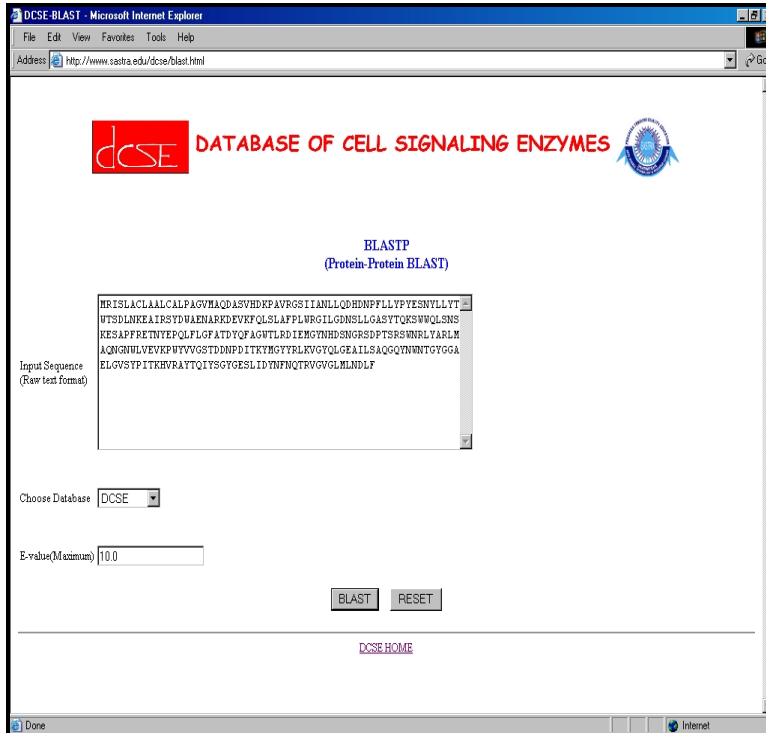 DCSE-BLAST - Microsoft Internet Explorer
File Edit View Favorites Tools Help
Address http://www.sastra.edu/dcse/blast.html Go
dCSE DATABASE OF CELL SIGNALING ENZYMES
BLASTP
(Protein-Protein BLAST)
MRISLACLAALCALPAGVMAQDASVHDKPAVRGSIIANLLQDHDNPFLLYPYESNYLLYT
WTSDLNKEAIRSYDWAENARKDEVKFQLSLAFPLWRGILGDNSLLGASYTQKSWWQLSNS
KESAPFRETNYEPQLFLGFATDYQFAGWTLRDIEMGYNHDSNGRSDPTSRSWNRLYARLM
AQNGNWLVEVKPWYVVGSTDDNPDITKYMGYYRLKVGYQLGEAILSAQGQYNWNTGYGGA
ELGVSYPITKHVRAYTQIYSGYGESLIDYNFNQTRVGVGLMLNDLF
Input Sequence
(Raw text format)
Choose Database DCSE
E-value(Maximum) 10.0
BLAST RESET
DCSE HOME
Done Internet